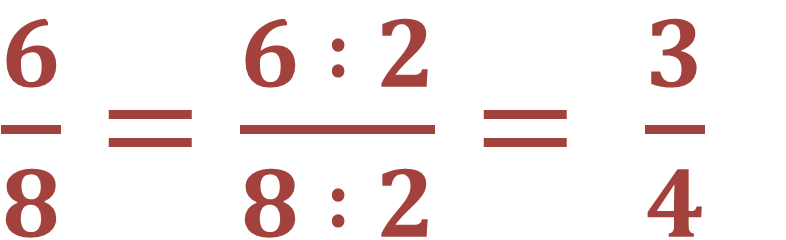 6/8 = (6 : 2)/(8 : 2) = 3/4